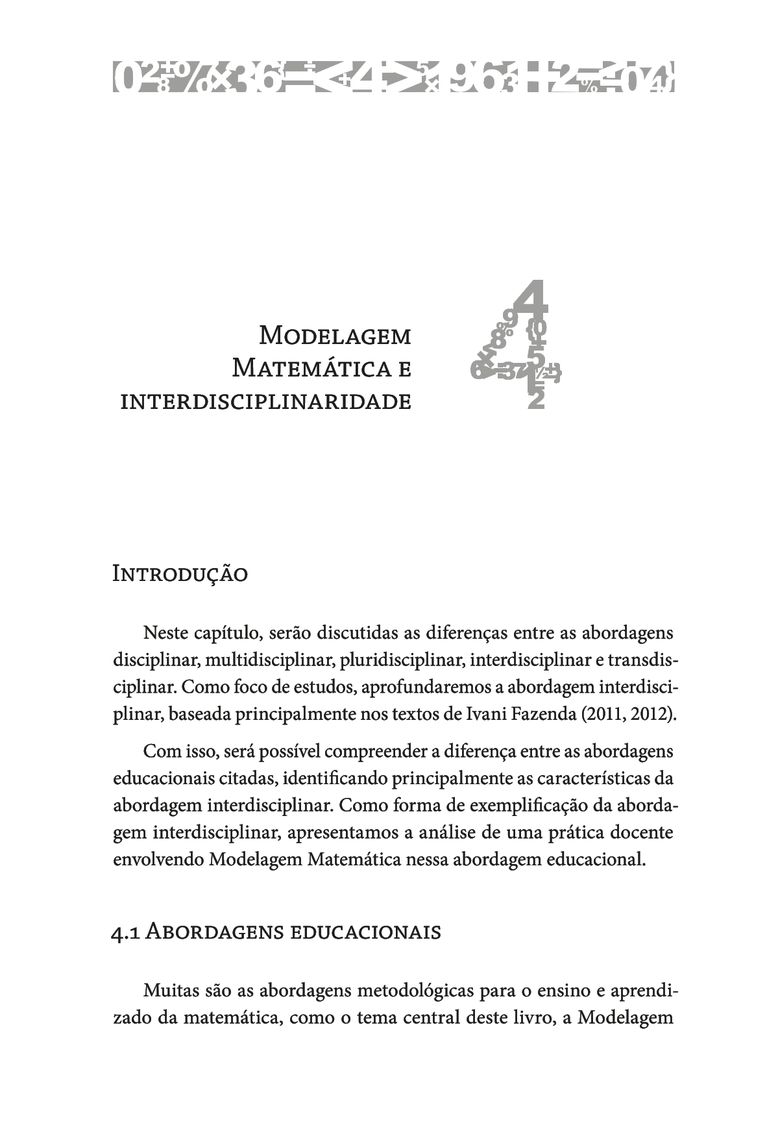 Modelagem
Matemática e
interdisciplinaridade
4
Introdução
Neste capítulo, serão discutidas as diferenças entre as abordagens
disciplinar, multidisciplinar, pluridisciplinar, interdisciplinar e transdis-
ciplinar. Como foco de estudos, aprofundaremos a abordagem interdisci-
plinar, baseada principalmente nos textos de Ivani Fazenda (2011, 2012).
Com isso, será possível compreender a diferença entre as abordagens
educacionais citadas, identificando principalmente as características da
abordagem interdisciplinar. Como forma de exemplificação da aborda-
gem interdisciplinar, apresentamos a análise de uma prática docente
envolvendo Modelagem Matemática nessa abordagem educacional.
4.1 Abordagens educacionais
Muitas são as abordagens metodológicas para o ensino e aprendi-
zado da matemática, como o tema central deste livro, a Modelagem